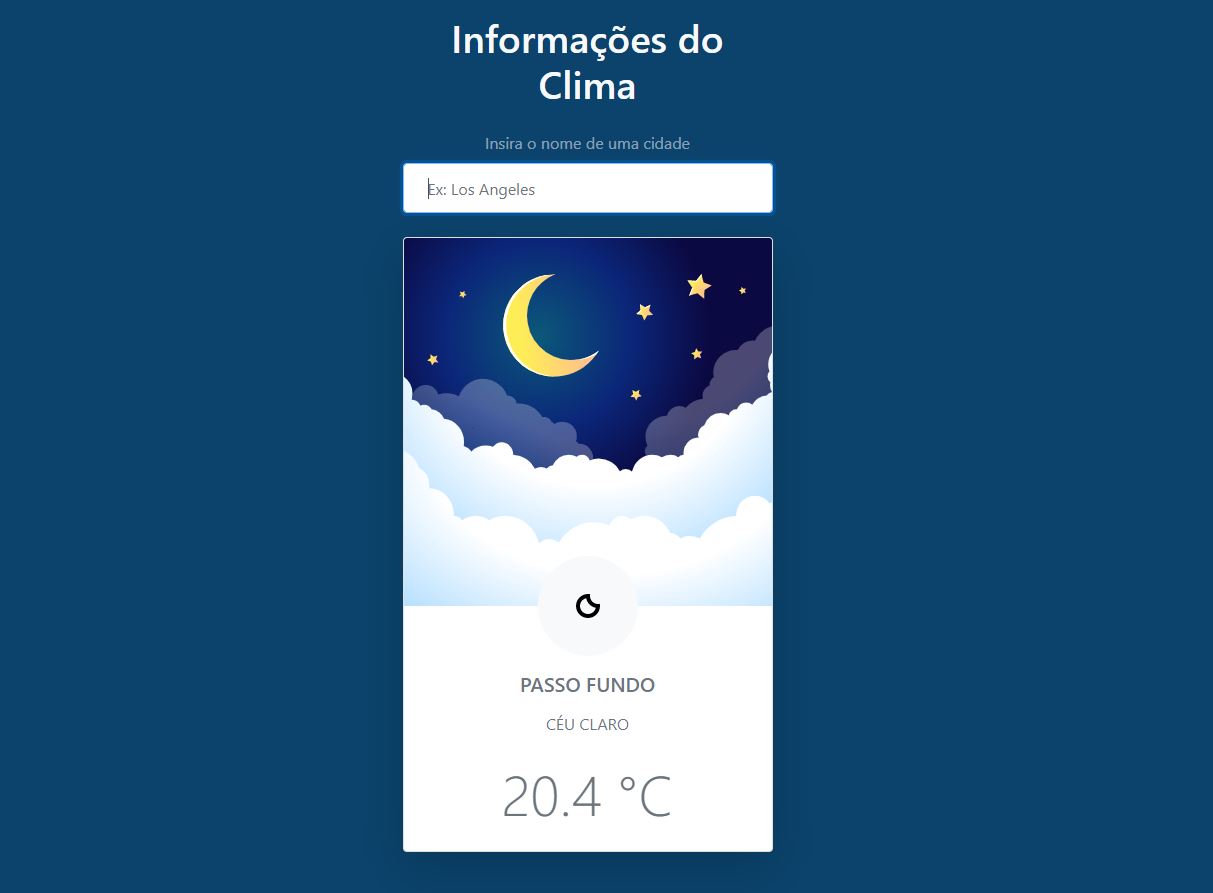 Informações do
Clima
Insira o nome de uma cidade
Ex: Los Angeles
PASSO FUNDO
CÉU CLARO
20.4 °C